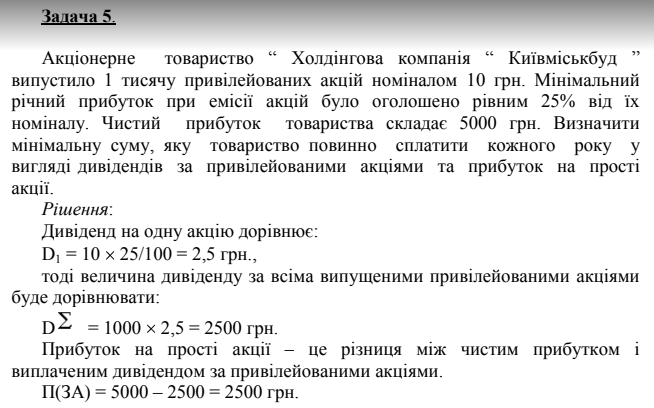 Задача 5.
Акціонерне товариство “ Холдінгова компанія “ Київміськбуд ”
випустило 1 тисячу привілейованих акцій номіналом 10 грн. Мінімальний
річний прибуток при емісії акцій було оголошено рівним 25% від їх
номіналу. Чистий прибуток товариства складає 5000 грн. Визначити
мінімальну суму, яку товариство повинно сплатити кожного року у
вигляді дивідендів за привілейованими акціями та прибуток на прості
акції.
Рішення:
Дивіденд на одну акцію дорівнює:
D₁ = 10 × 25/100 = 2,5 грн.,
тоді величина дивіденду за всіма випущеними привілейованими акціями
буде дорівнювати:
D Σ = 1000 × 2,5 = 2500 грн.
Прибуток на прості акції – це різниця між чистим прибутком і
виплаченим дивідендом за привілейованими акціями.
П(ЗА) = 5000 – 2500 = 2500 грн.